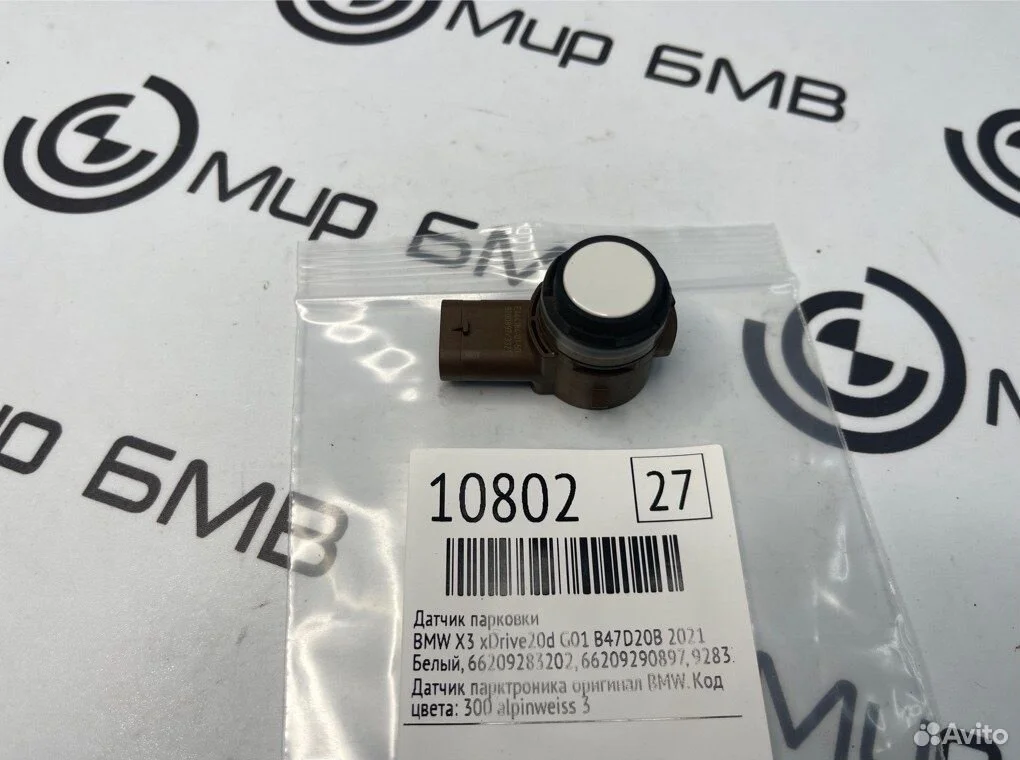 Мир БМВ
Мир БМВ
Мир БМВ
10802
27
Датчик парковки
BMW X3 xDrive20d G01 B47D20B 2021
Белый, 66209283202, 66209290897, 9283
Датчик парктроника оригинал BMW. Код
цвета: 300 alpinweiss 3
Avito